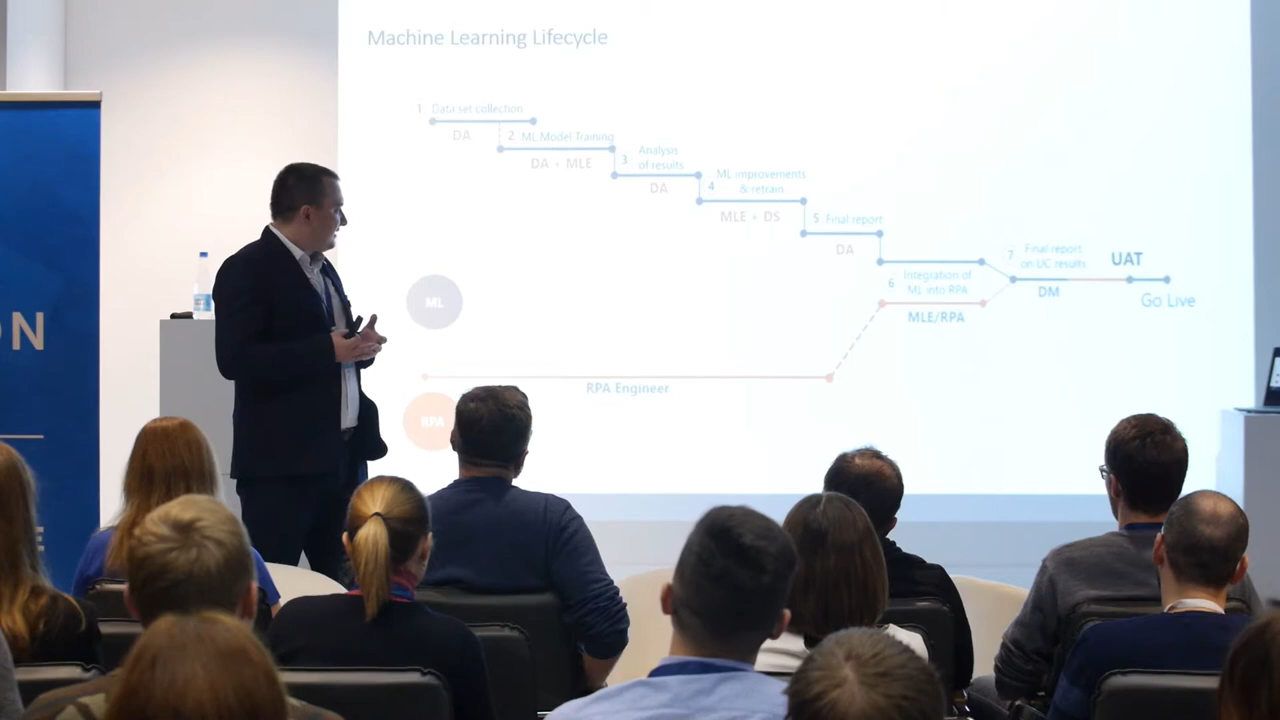 Machine Learning Lifecycle
1 Data set collection
DA
2 ML Model Training
DA + MLE
3 Analysis
of results
DA
4 ML improvements
& retrain
MLE + DS
5 Final report
DA
6 Integration of
ML into RPA
MLE/RPA
7 Final report
on UC results
DM
UAT
Go Live
ML
RPA Engineer
RPA
ON
E